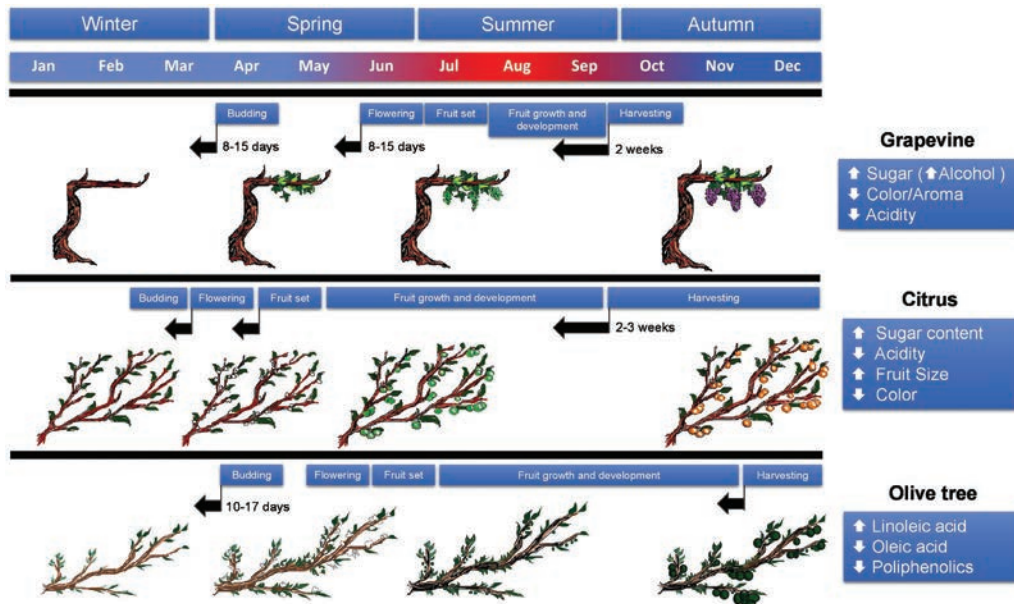 Winter Spring Summer Autumn
Jan Feb Mar Apr May Jun Jul Aug Sep Oct Nov Dec
Budding Flowering Fruit set Fruit growth and development Harvesting
8-15 days 8-15 days 2 weeks
Grapevine
Sugar ( Alcohol )
Color/Aroma
Acidity
Budding Flowering Fruit set Fruit growth and development Harvesting
2-3 weeks
Citrus
Sugar content
Acidity
Fruit Size
Color
Budding Flowering Fruit set Fruit growth and development Harvesting
10-17 days
Olive tree
Linoleic acid
Oleic acid
Poliphenolics